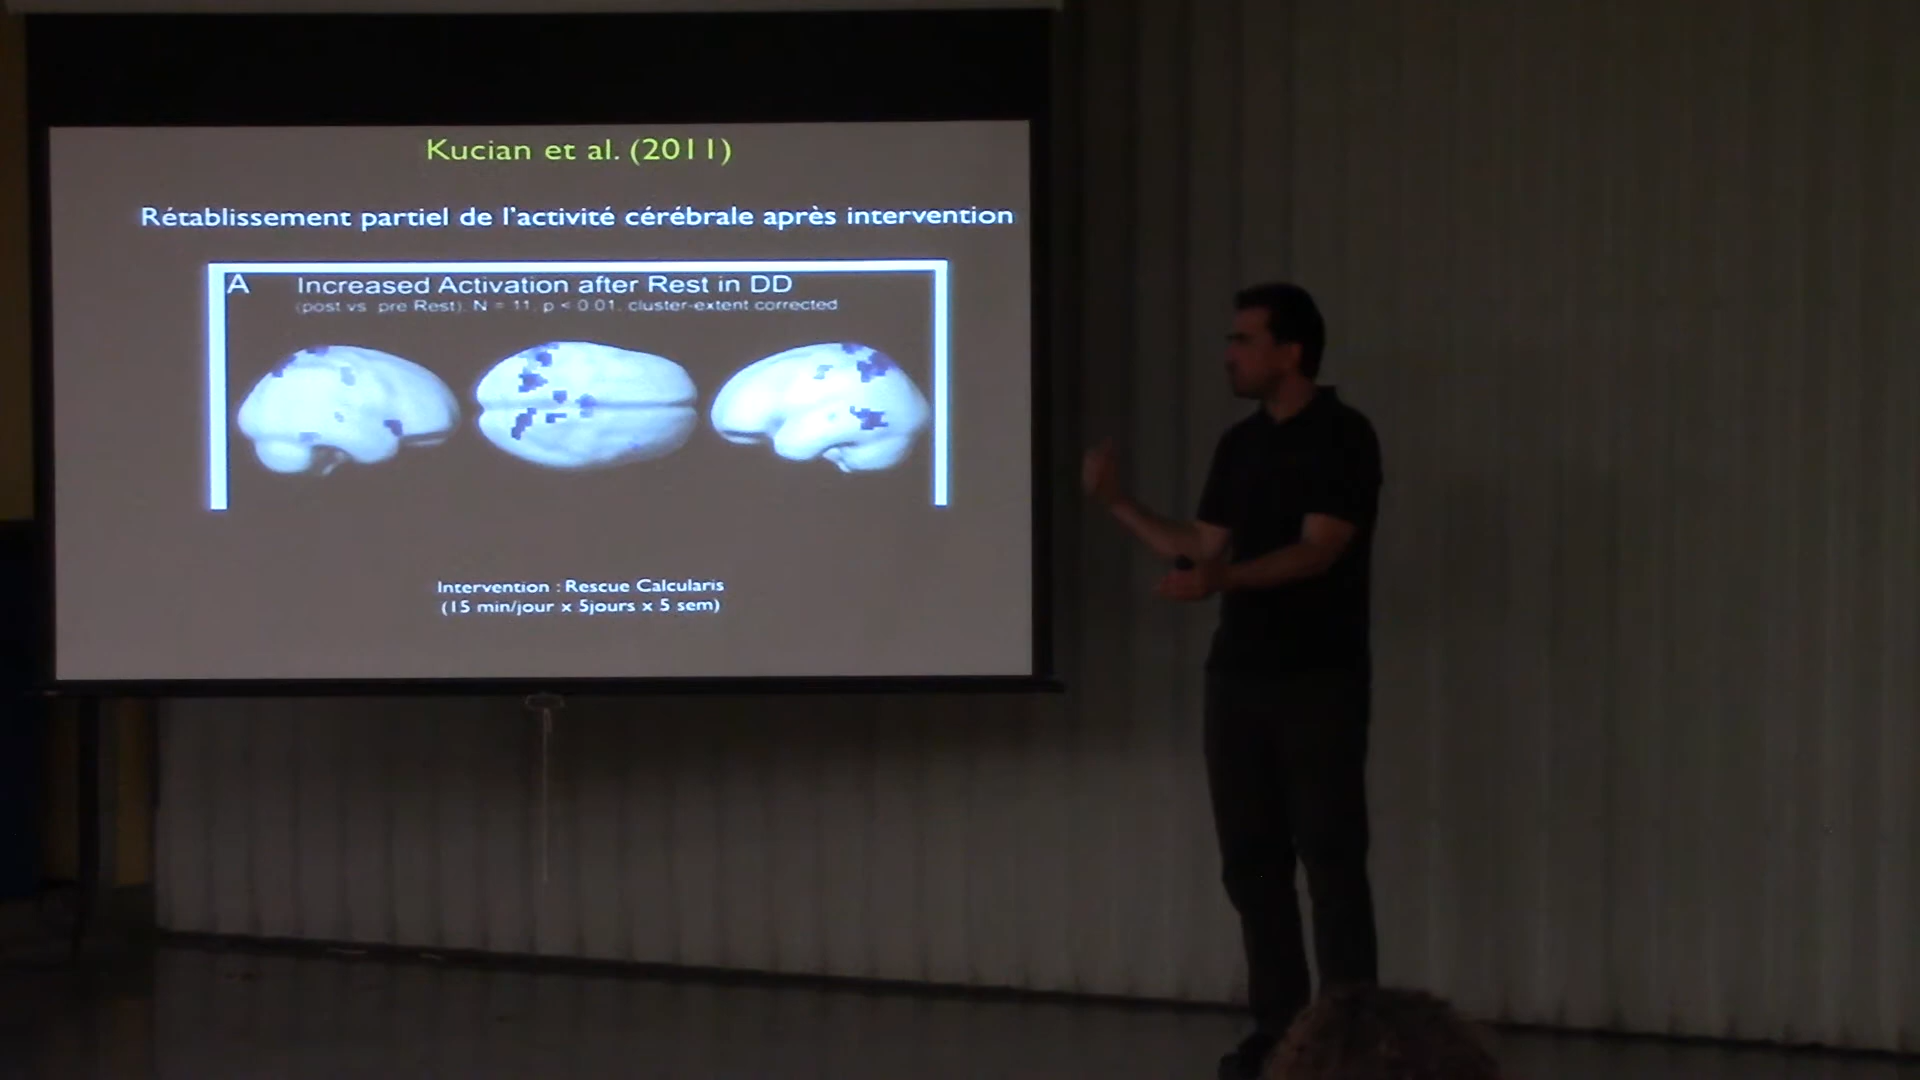 Kucian et al. (2011)
Rétablissement partiel de l'activité cérébrale après intervention
A Increased Activation after Rest in DD
(post vs. pre Rest), N = 11, p < 0.01, cluster-extent corrected
Intervention : Rescue Calcularis
(15 min/jour x 5jours x 5 sem)